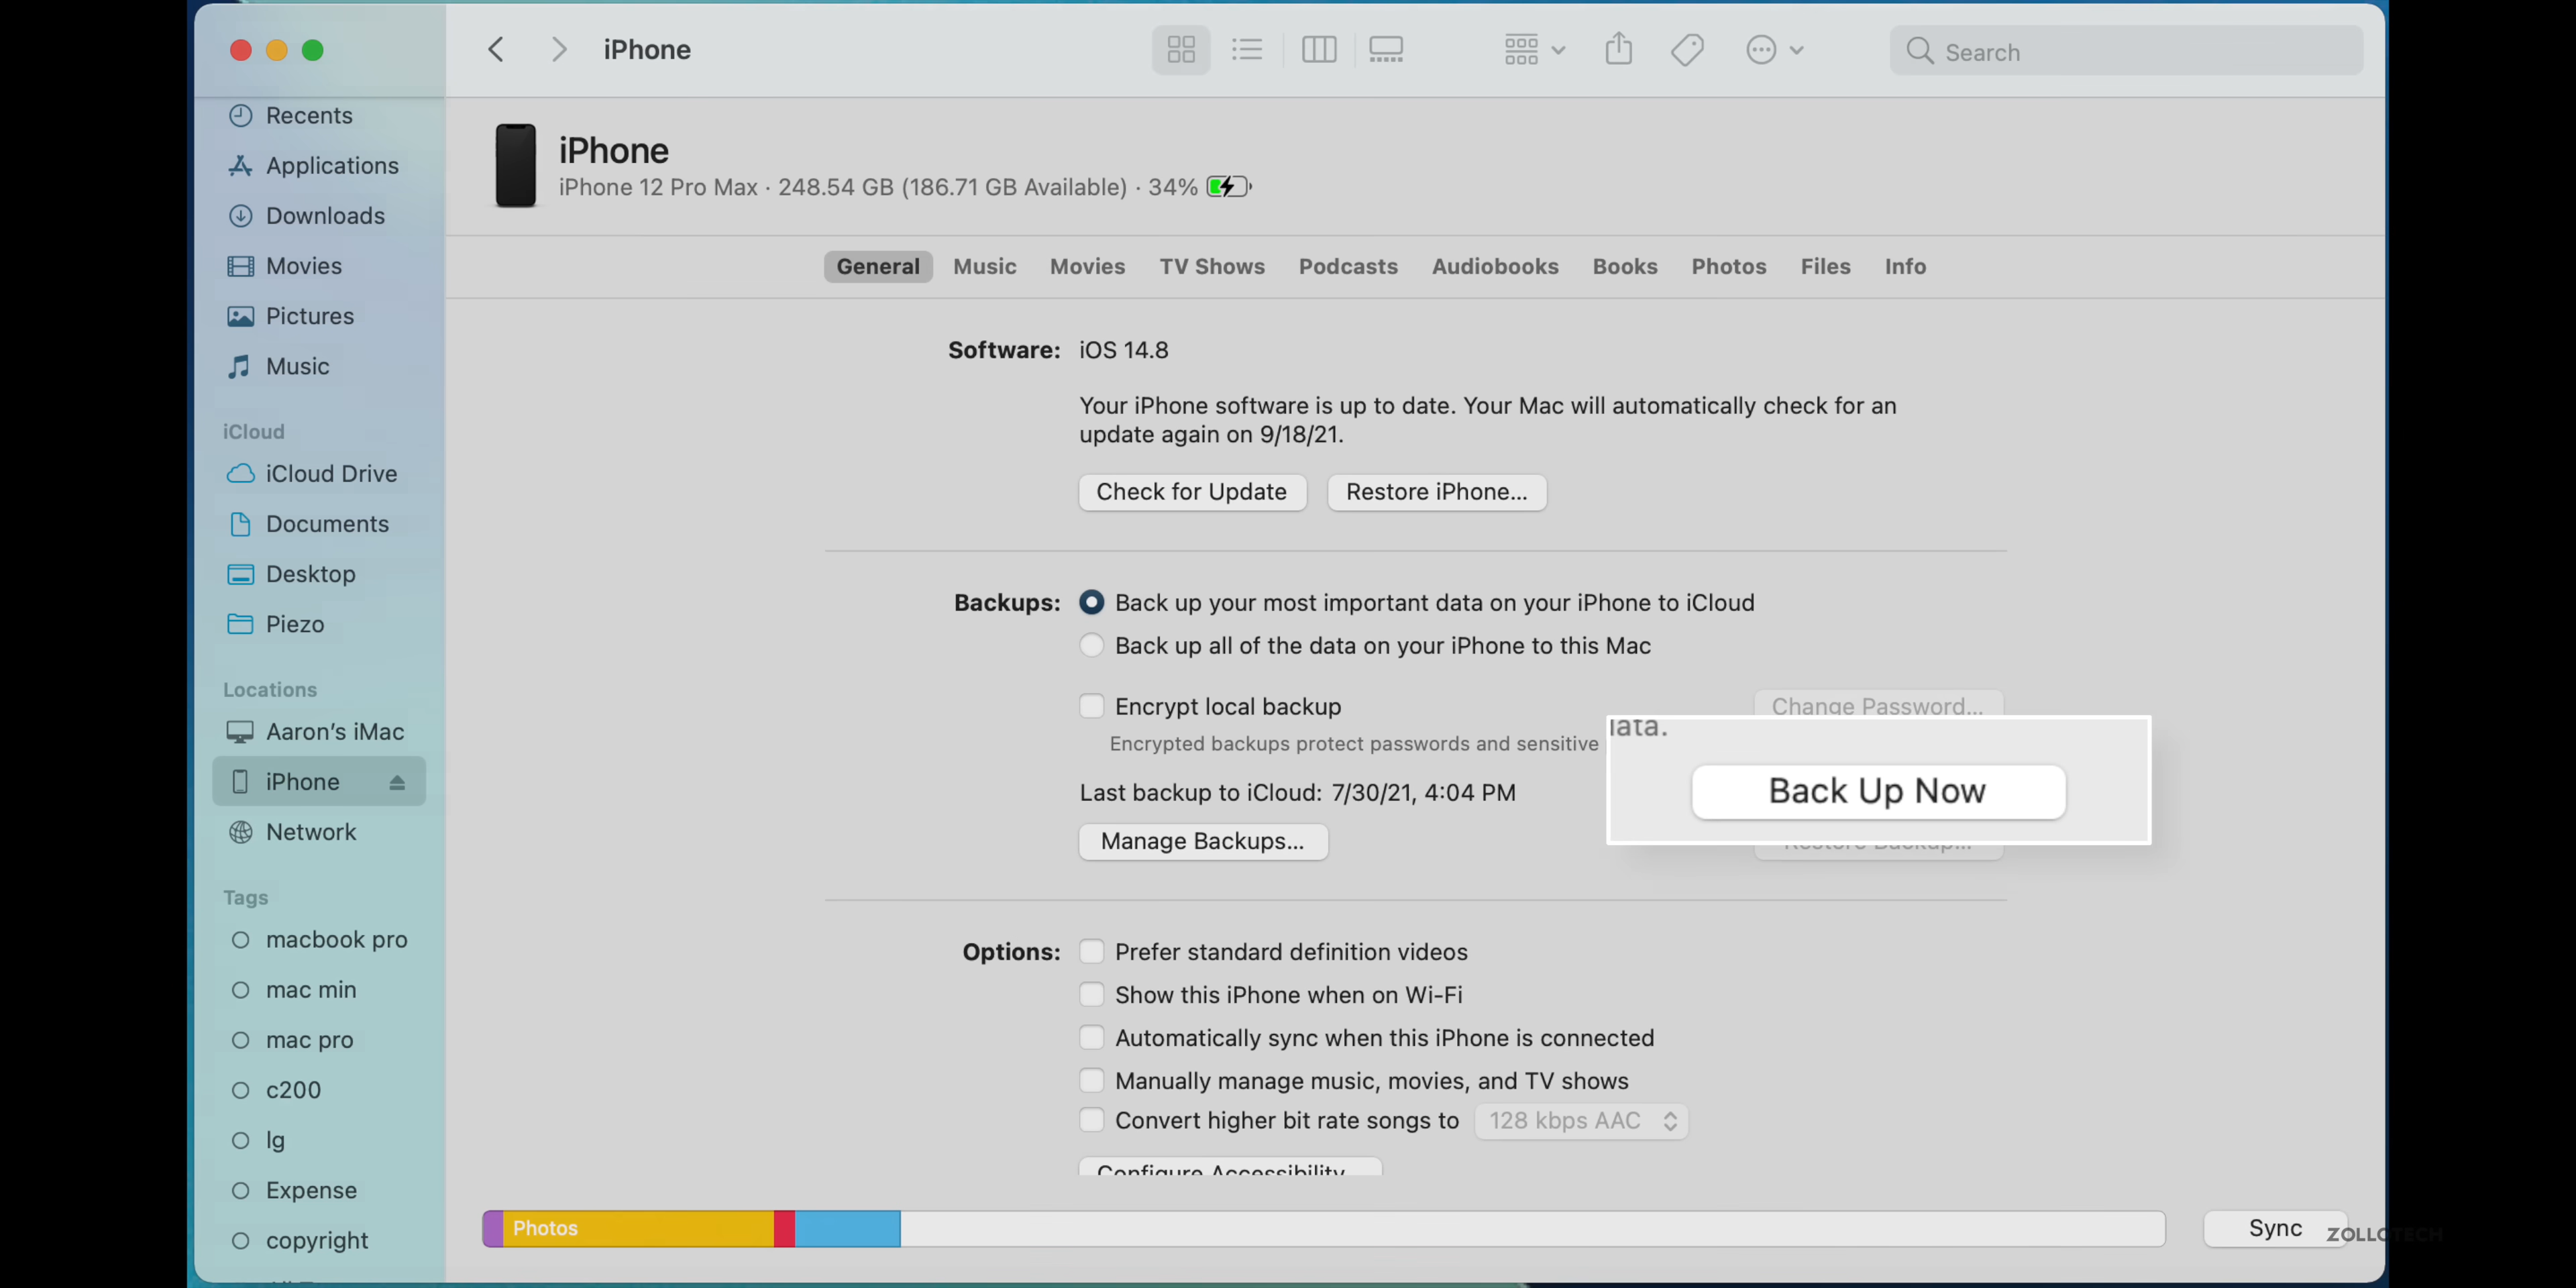 iPhone
Search
Recents
Applications
Downloads
Movies
Pictures
Music
iCloud
iCloud Drive
Documents
Desktop
Piezo
Locations
Aaron's iMac
iPhone
Network
Tags
macbook pro
mac min
mac pro
c200
lg
Expense
copyright
iPhone
iPhone 12 Pro Max · 248.54 GB (186.71 GB Available) · 34%
General Music Movies TV Shows Podcasts Audiobooks Books Photos Files Info
Software: iOS 14.8
Your iPhone software is up to date. Your Mac will automatically check for an
update again on 9/18/21.
Check for Update Restore iPhone...
Backups: Back up your most important data on your iPhone to iCloud
Back up all of the data on your iPhone to this Mac
Encrypt local backup Change Password...
Encrypted backups protect passwords and sensitive
Last backup to iCloud: 7/30/21, 4:04 PM Back Up Now
Manage Backups... Restore Backup...
Options: Prefer standard definition videos
Show this iPhone when on Wi-Fi
Automatically sync when this iPhone is connected
Manually manage music, movies, and TV shows
Convert higher bit rate songs to 128 kbps AAC
Configure Accessibility...
Photos
Sync
ZOLLOTECH